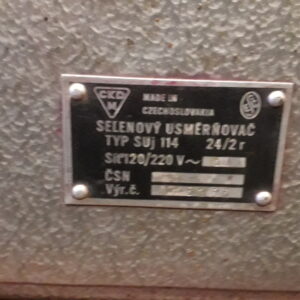 ČKD
M
MADE IN
CZECHOSLOVAKIA
SELENOVÝ USMĚRŇOVAČ
TYP SUj 114 24/2 r
Síť 120/220 V ~
ČSN
Výr.č.